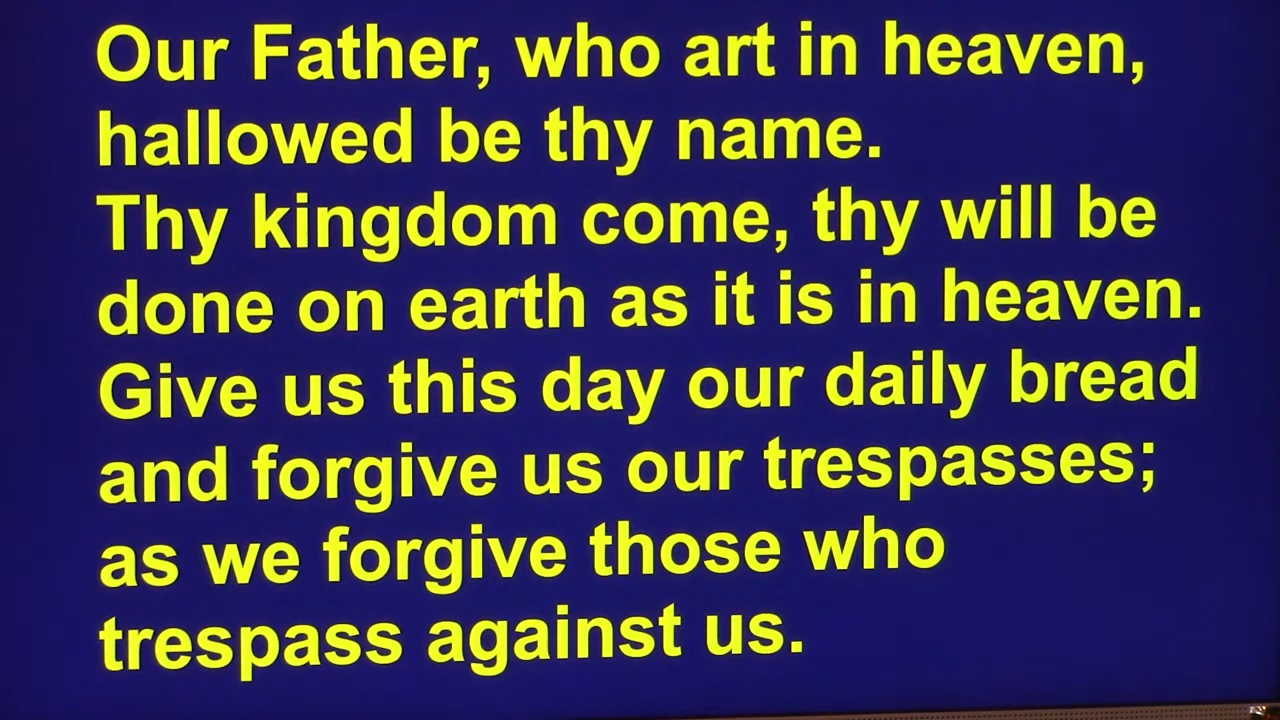 Our Father, who art in heaven,
hallowed be thy name.
Thy kingdom come, thy will be
done on earth as it is in heaven.
Give us this day our daily bread
and forgive us our trespasses;
as we forgive those who
trespass against us.